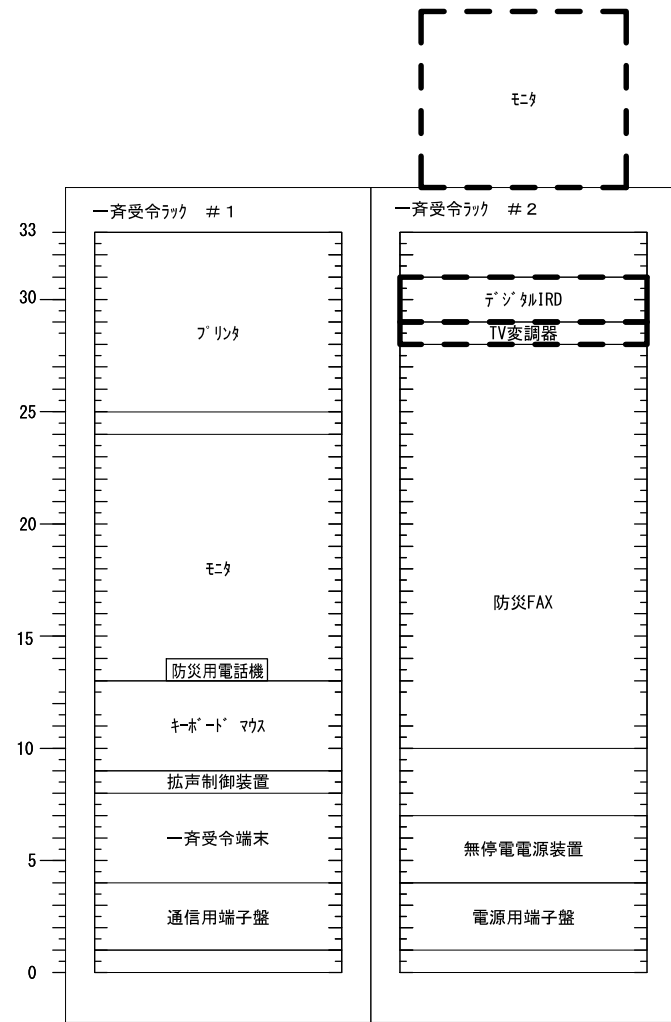 ﾓﾆﾀ
一斉受令ﾗｯｸ ＃１
一斉受令ﾗｯｸ ＃２
33
30
25
20
15
10
5
0
ﾌﾟﾘﾝﾀ
ﾓﾆﾀ
防災用電話機
ｷｰﾎﾞｰﾄﾞ ﾏｳｽ
拡声制御装置
一斉受令端末
通信用端子盤
ﾃﾞｼﾞﾀﾙIRD
TV変調器
防災FAX
無停電電源装置
電源用端子盤